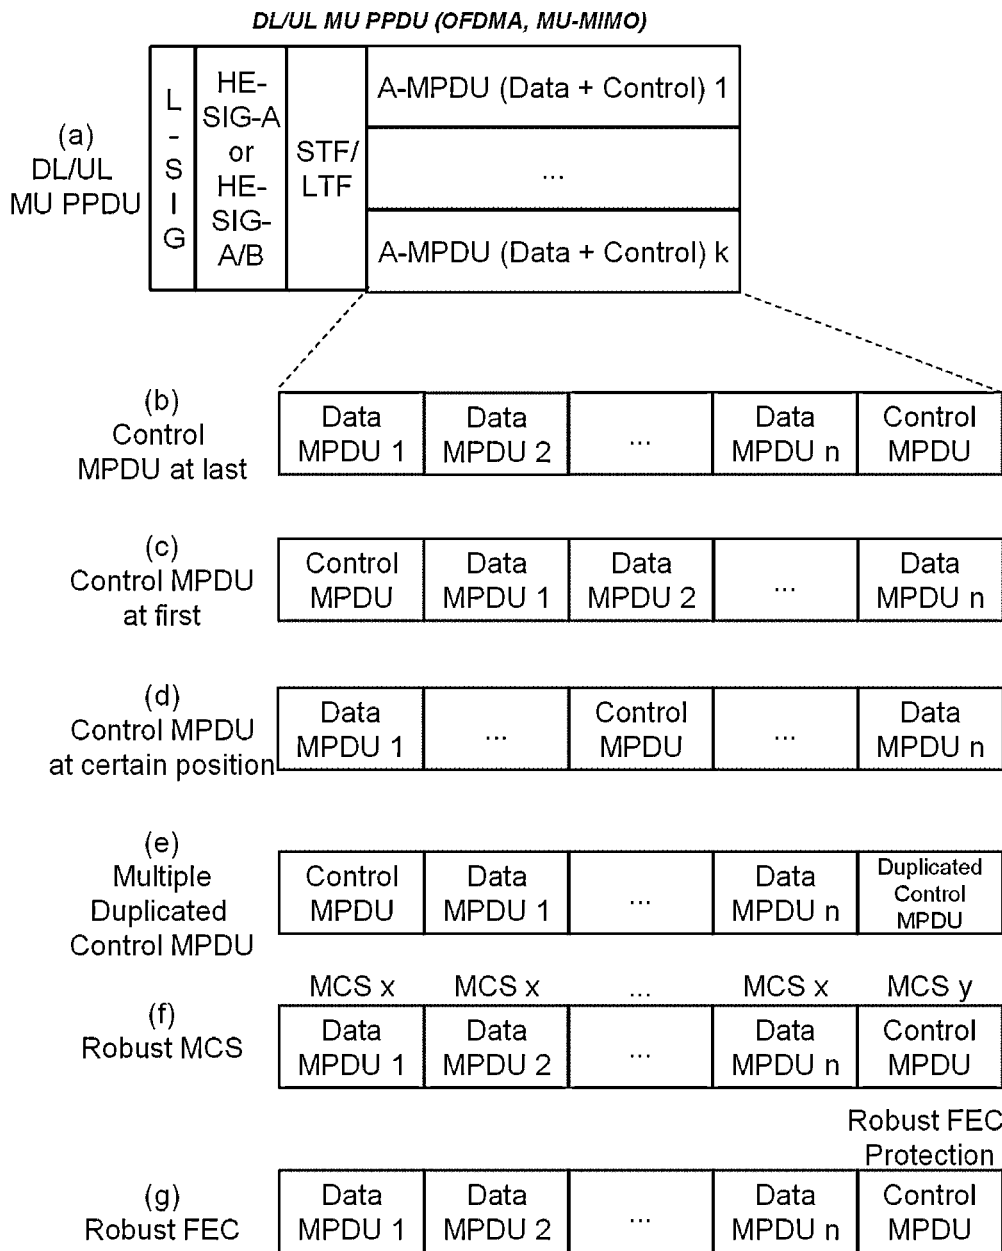 DL/UL MU PPDU (OFDMA, MU-MIMO)
(a)
DL/UL
MU PPDU
L
-
S
I
G
HE-
SIG-A
or
HE-
SIG-
A/B
STF/
LTF
A-MPDU (Data + Control) 1
...
A-MPDU (Data + Control) k
(b)
Control
MPDU at last
Data
MPDU 1
Data
MPDU 2
...
Data
MPDU n
Control
MPDU
(c)
Control MPDU
at first
Control
MPDU
Data
MPDU 1
Data
MPDU 2
...
Data
MPDU n
(d)
Control MPDU
at certain position
Data
MPDU 1
...
Control
MPDU
...
Data
MPDU n
(e)
Multiple
Duplicated
Control MPDU
Control
MPDU
Data
MPDU 1
...
Data
MPDU n
Duplicated
Control
MPDU
(f)
Robust MCS
MCS x
MCS x
...
MCS x
MCS y
Data
MPDU 1
Data
MPDU 2
...
Data
MPDU n
Control
MPDU
Robust FEC
Protection
(g)
Robust FEC
Data
MPDU 1
Data
MPDU 2
...
Data
MPDU n
Control
MPDU